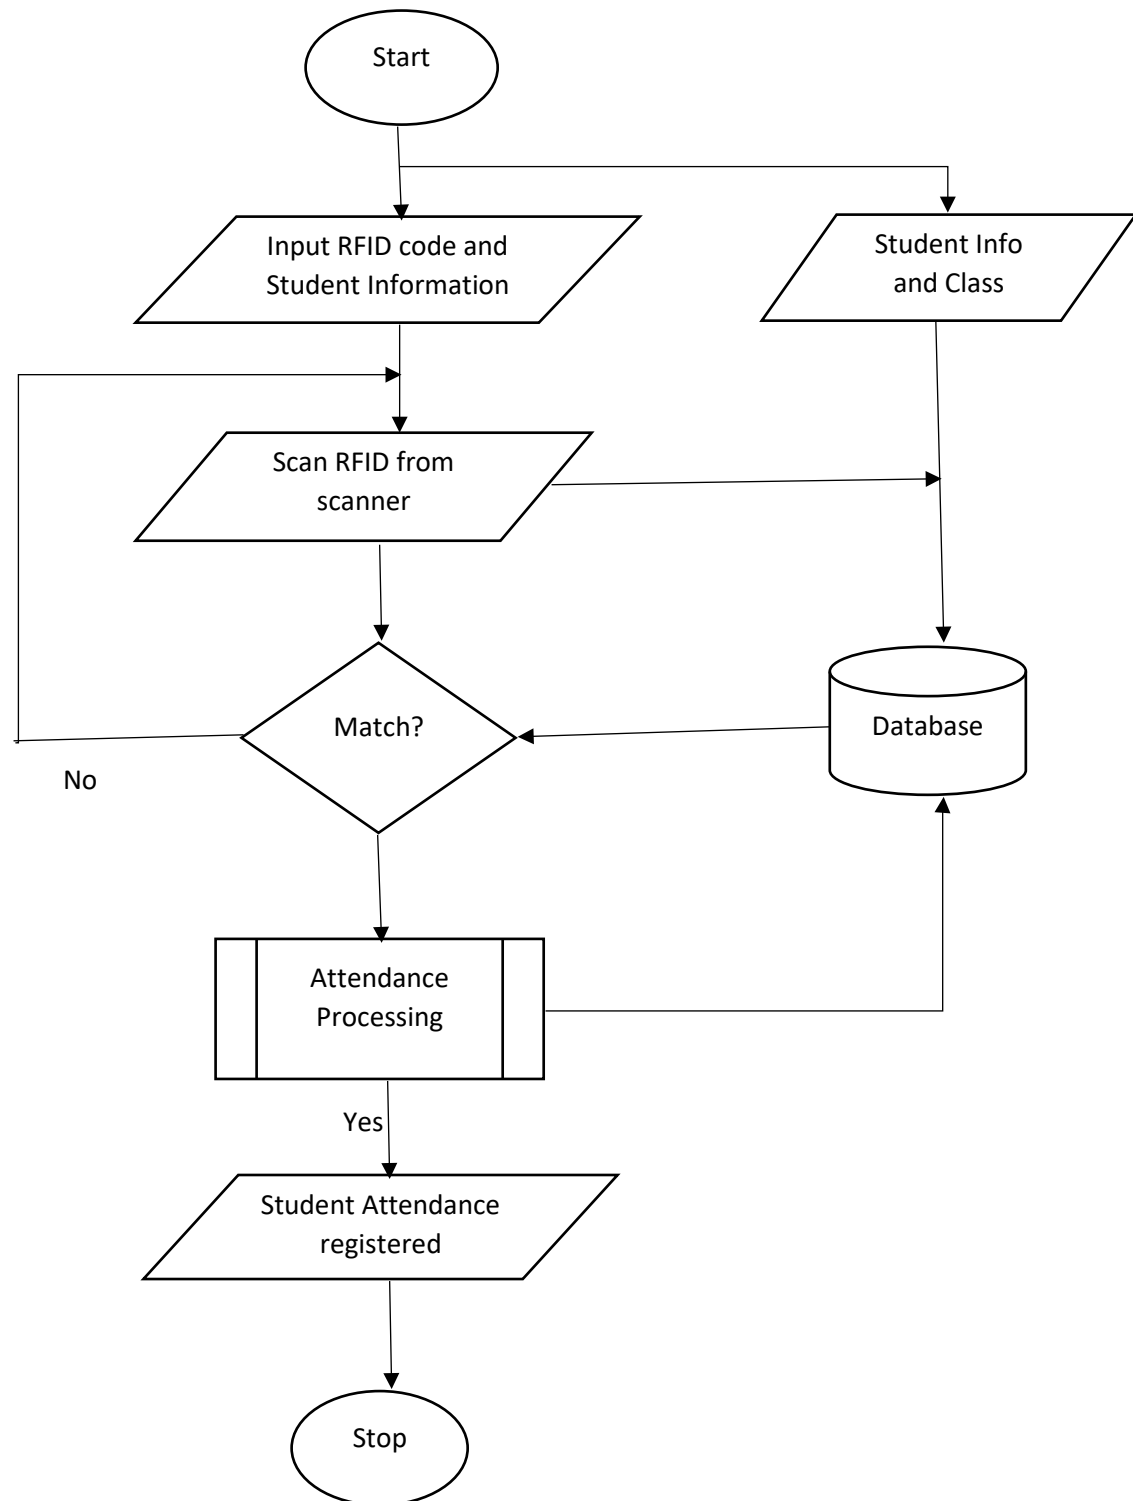 Start
Input RFID code and
Student Information
Student Info
and Class
Scan RFID from
scanner
Match?
Database
No
Attendance
Processing
Yes
Student Attendance
registered
Stop